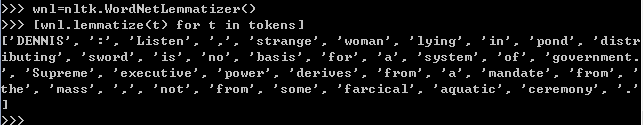 >>> wnl=nltk.WordNetLemmatizer()
>>> [wnl.lemmatize(t) for t in tokens]
['DENNIS', ':', 'Listen', ',', 'strange', 'woman', 'lying', 'in', 'pond', 'distr
ibuting', 'sword', 'is', 'no', 'basis', 'for', 'a', 'system', 'of', 'government.
', 'Supreme', 'executive', 'power', 'derives', 'from', 'a', 'mandate', 'from', '
the', 'mass', ',', 'not', 'from', 'some', 'farcical', 'aquatic', 'ceremony', '.'
]
>>>